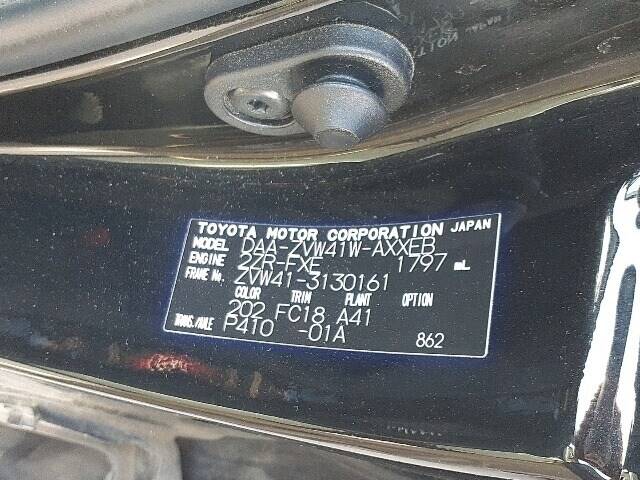 TOYOTA MOTOR CORPORATION JAPAN
MODEL DAA-ZVW41W-AXXEB
ENGINE 2ZR-FXE 1797 mL
FRAME No. ZVW41-3130161
COLOR TRIM PLANT OPTION
202 FC18 A41
TRANS./AXLE P410 -01A 862